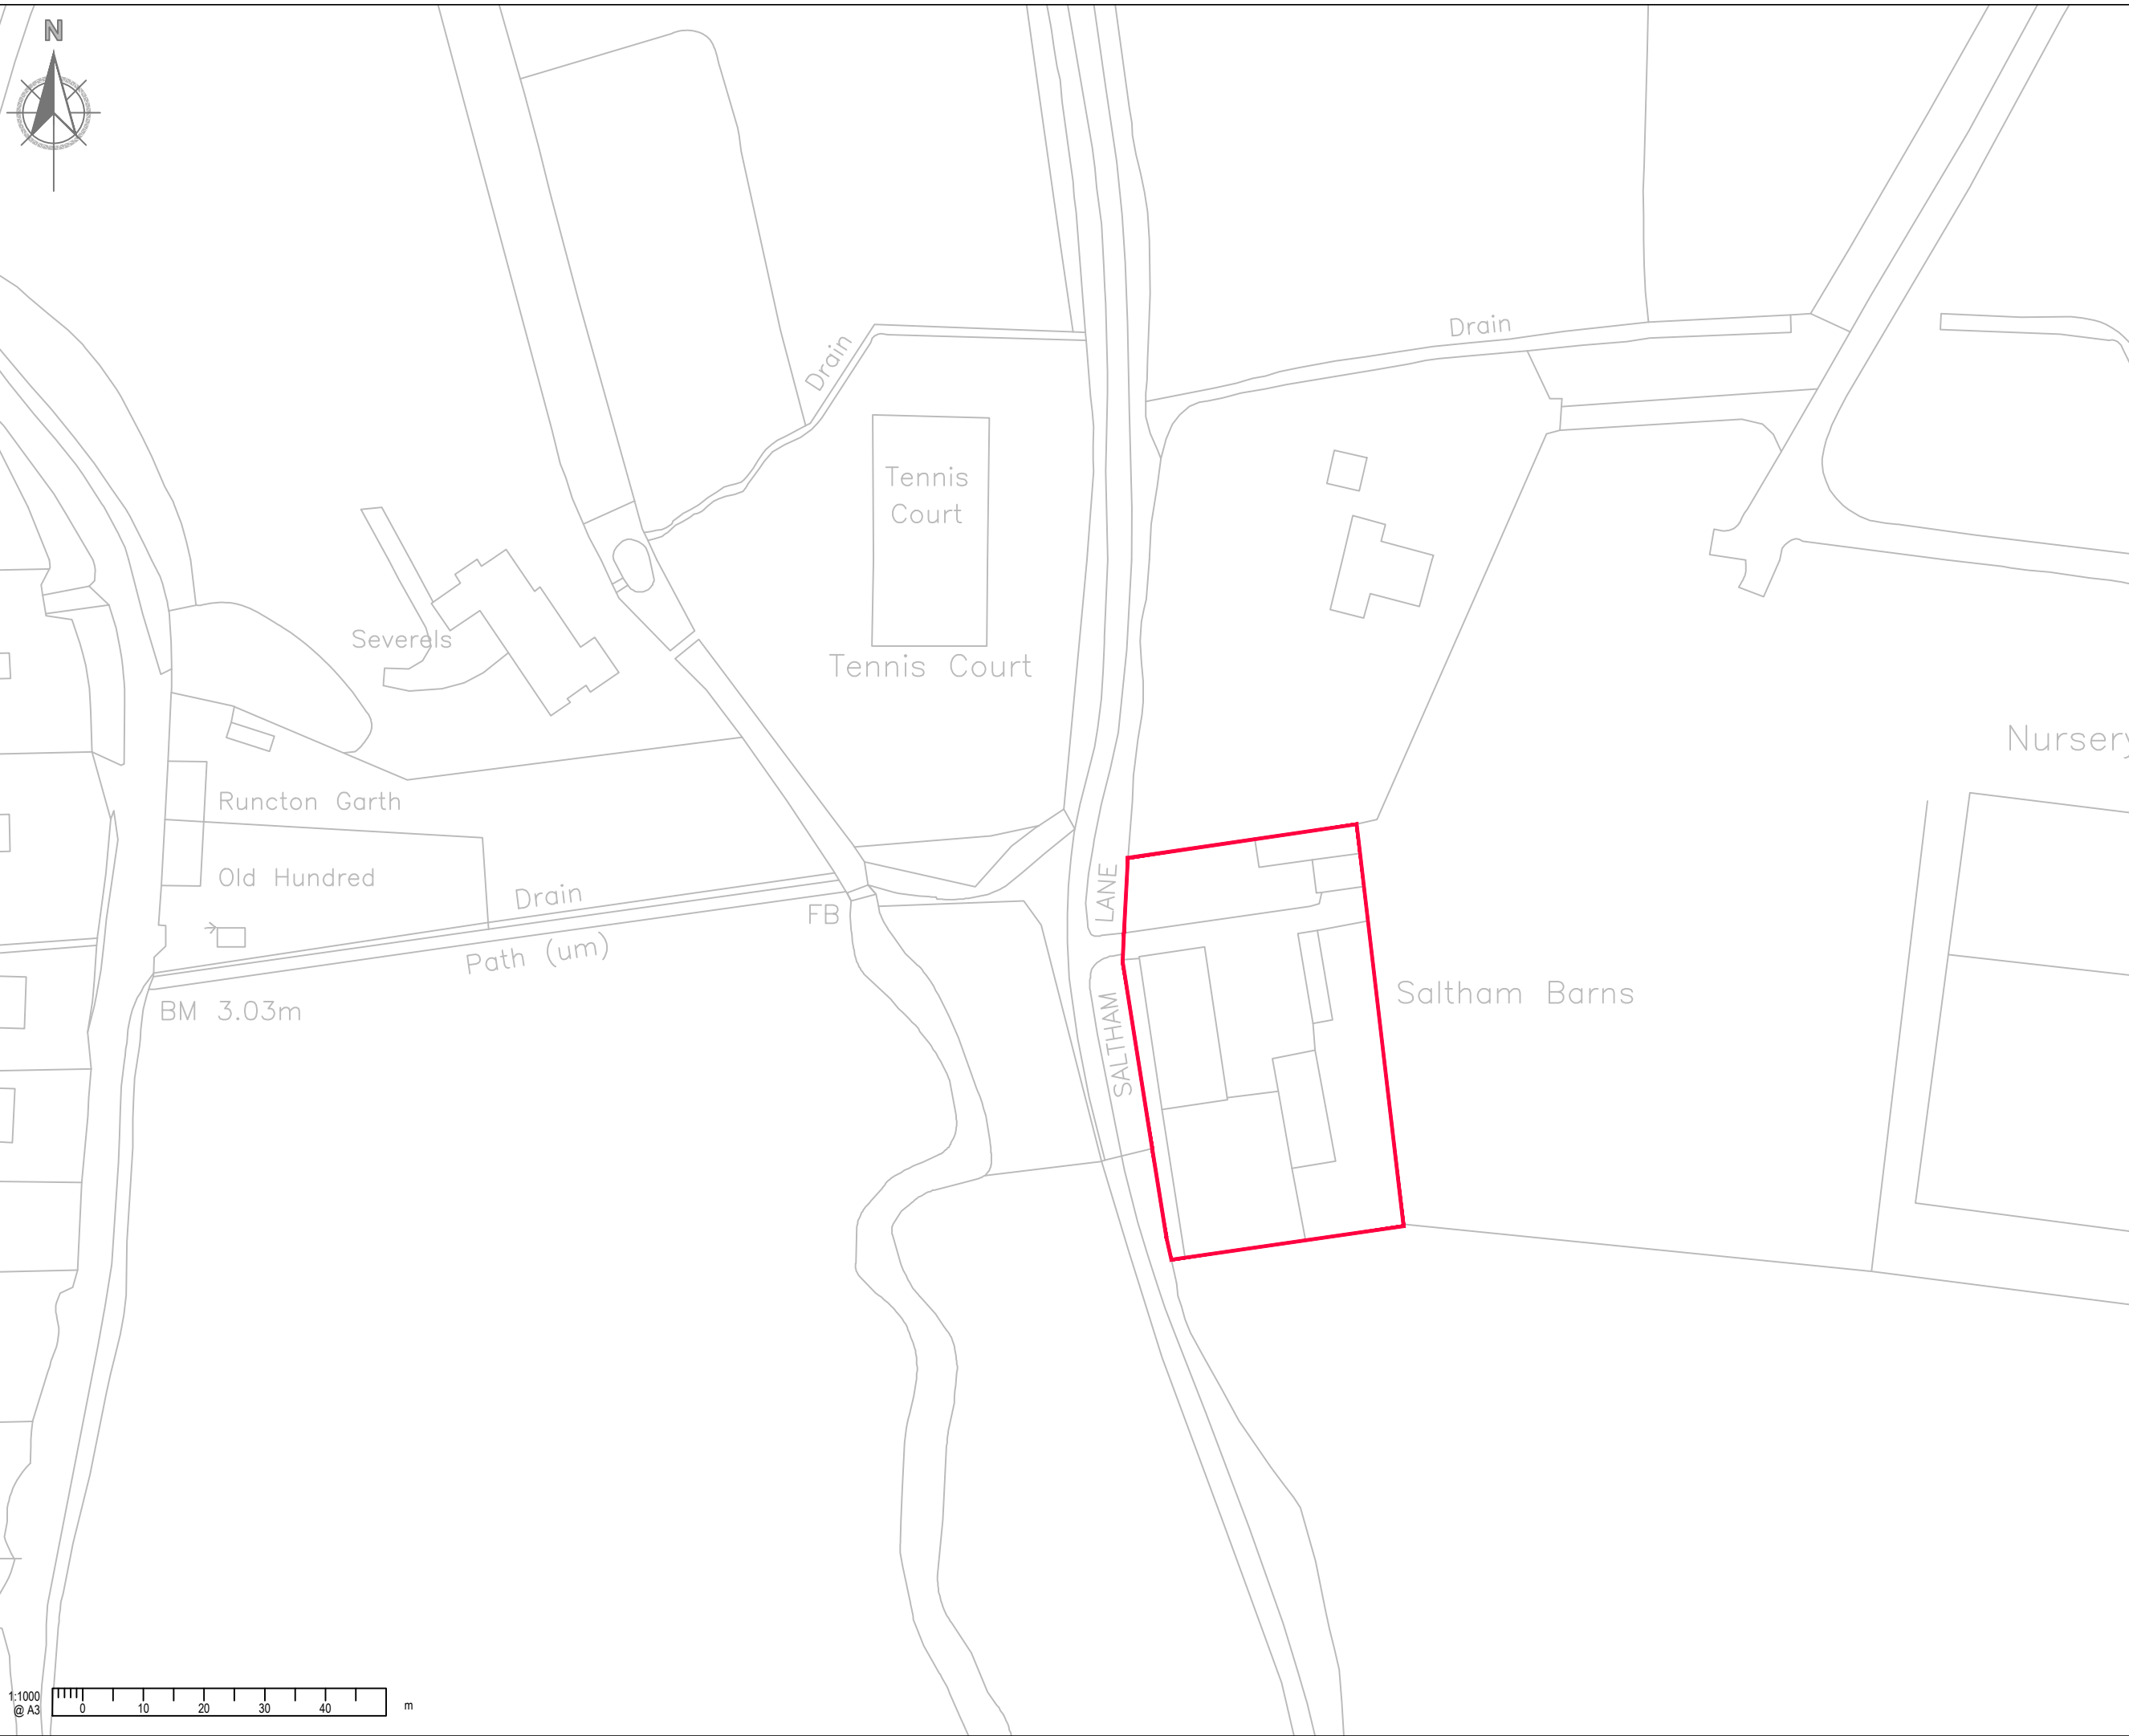 N
Drain
Drain
Tennis
Court
Tennis Court
Severels
Nursery
Runcton Garth
Old Hundred
Drain
FB
Path (um)
LANE
SALTHAM
Saltham Barns
BM 3.03m
1:1000
@ A3
0 10 20 30 40 m